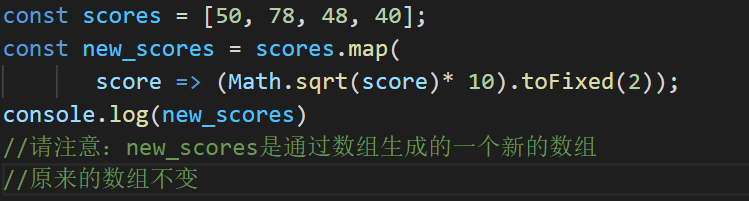 const scores = [50, 78, 48, 40];
const new_scores = scores.map(
score => (Math.sqrt(score)* 10).toFixed(2));
console.log(new_scores)
//请注意：new_scores是通过数组生成的一个新的数组
//原来的数组不变